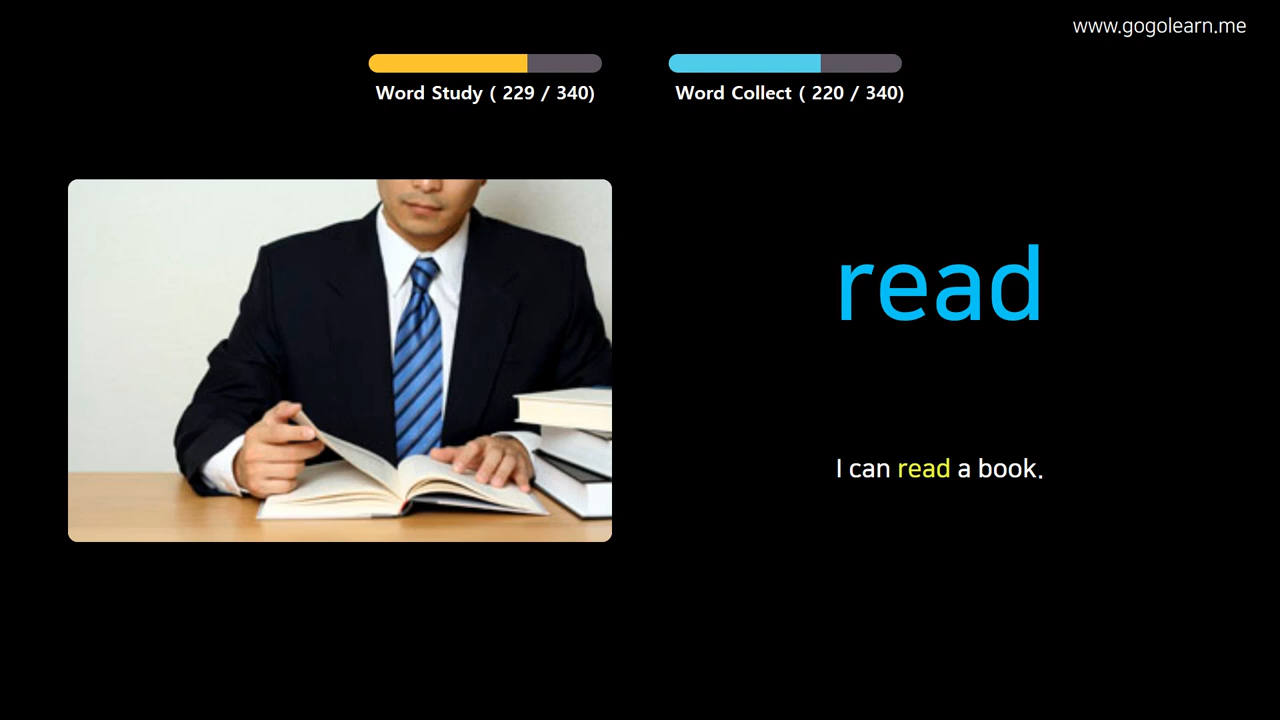 www.gogolearn.me
Word Study ( 229 / 340)
Word Collect ( 220 / 340)
read
I can read a book.